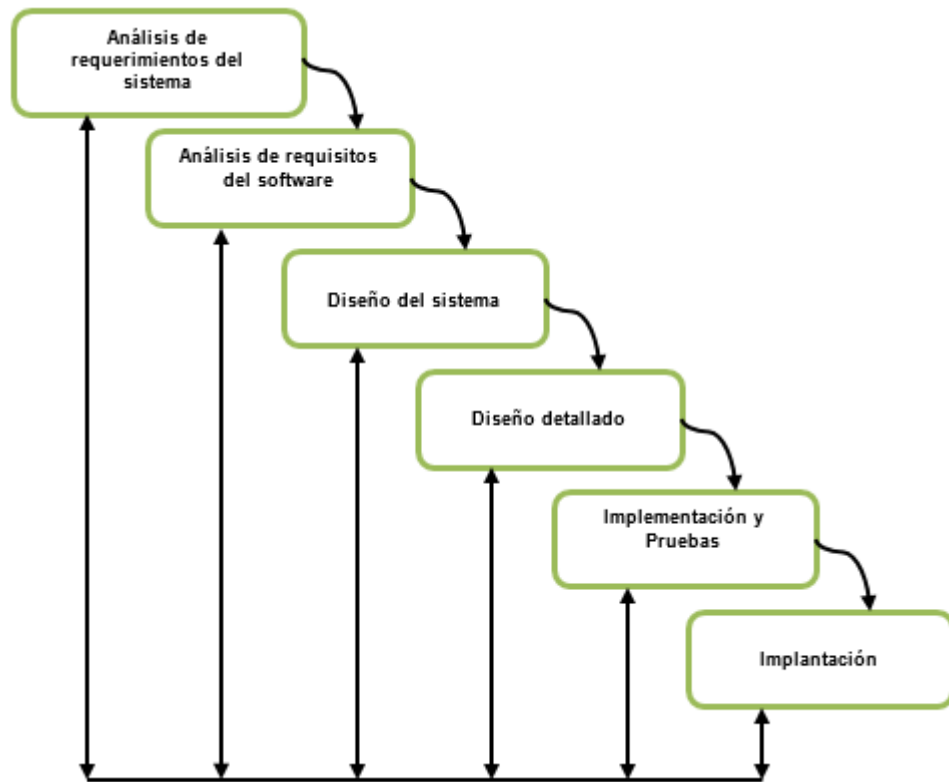 Análisis de
requerimientos del
sistema
Análisis de requisitos
del software
Diseño del sistema
Diseño detallado
Implementación y
Pruebas
Implantación